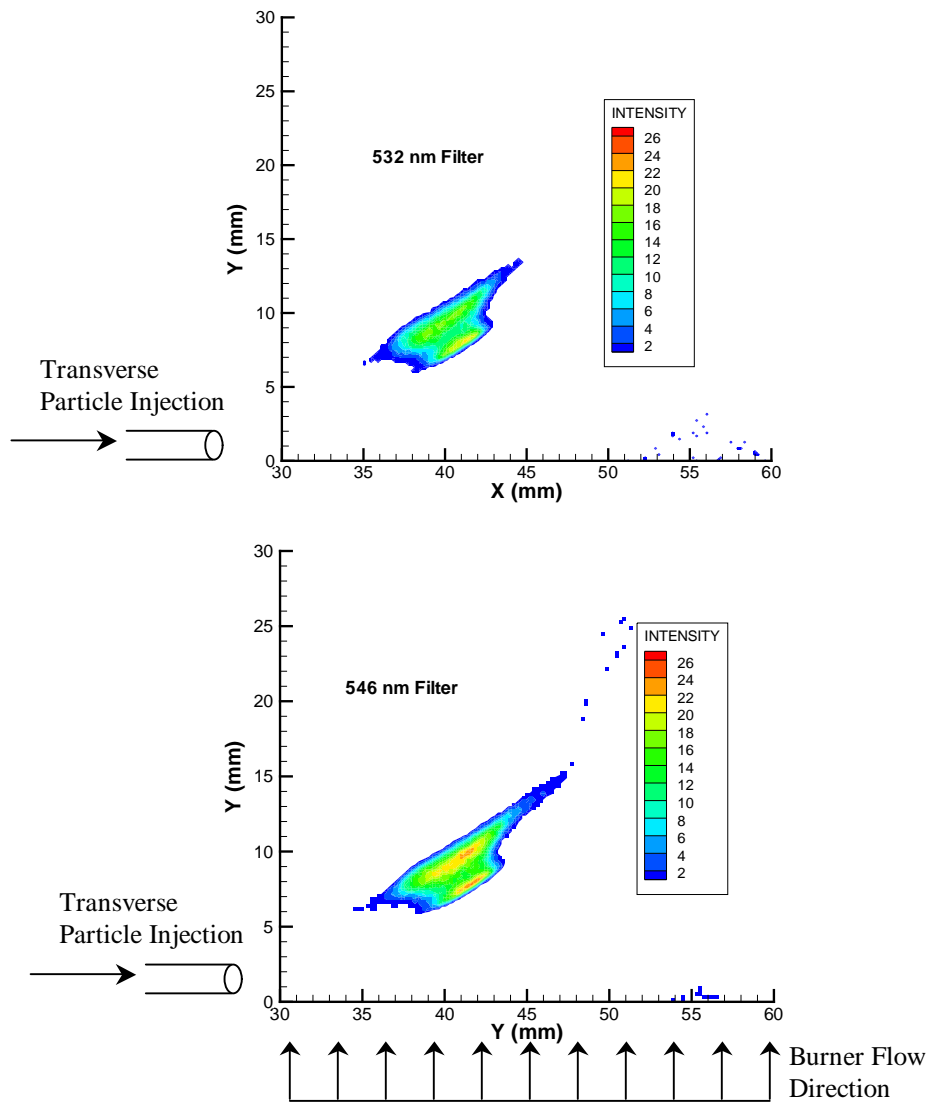 30
25
20
15
10
5
0
Y (mm)
532 nm Filter
INTENSITY
26
24
22
20
18
16
14
12
10
8
6
4
2
Transverse
Particle Injection
30 35 40 45 50 55 60
X (mm)
30
25
20
15
10
5
0
Y (mm)
546 nm Filter
INTENSITY
26
24
22
20
18
16
14
12
10
8
6
4
2
Transverse
Particle Injection
30 35 40 45 50 55 60
Y (mm)
Burner Flow
Direction